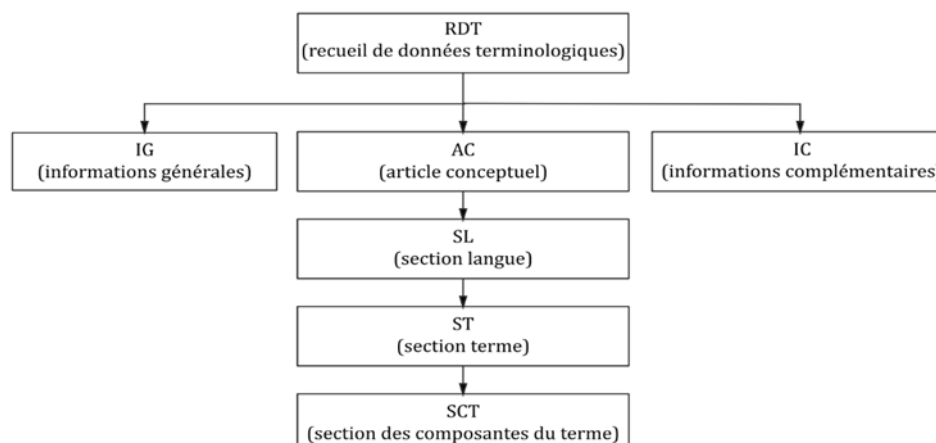 RDT
(recueil de données terminologiques)
IG
(informations générales)
AC
(article conceptuel)
IC
(informations complémentaires)
SL
(section langue)
ST
(section terme)
SCT
(section des composantes du terme)